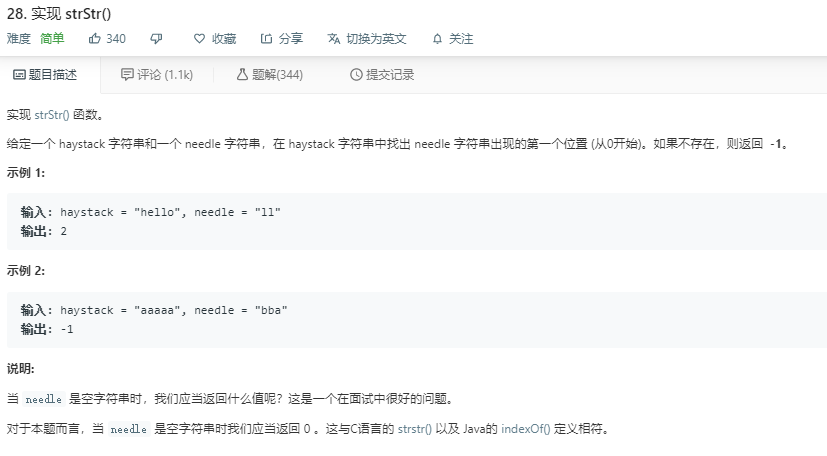 28. 实现 strStr()
难度 简单 340 收藏 分享 切换为英文 关注
题目描述 评论 (1.1k) 题解(344) 提交记录
实现 strStr() 函数。
给定一个 haystack 字符串和一个 needle 字符串，在 haystack 字符串中找出 needle 字符串出现的第一个位置 (从0开始)。如果不存在，则返回 -1。
示例 1:
输入: haystack = "hello", needle = "ll"
输出: 2
示例 2:
输入: haystack = "aaaaa", needle = "bba"
输出: -1
说明:
当 needle 是空字符串时，我们应当返回什么值呢？这是一个在面试中很好的问题。
对于本题而言，当 needle 是空字符串时我们应当返回 0 。这与C语言的 strstr() 以及 Java的 indexOf() 定义相符。